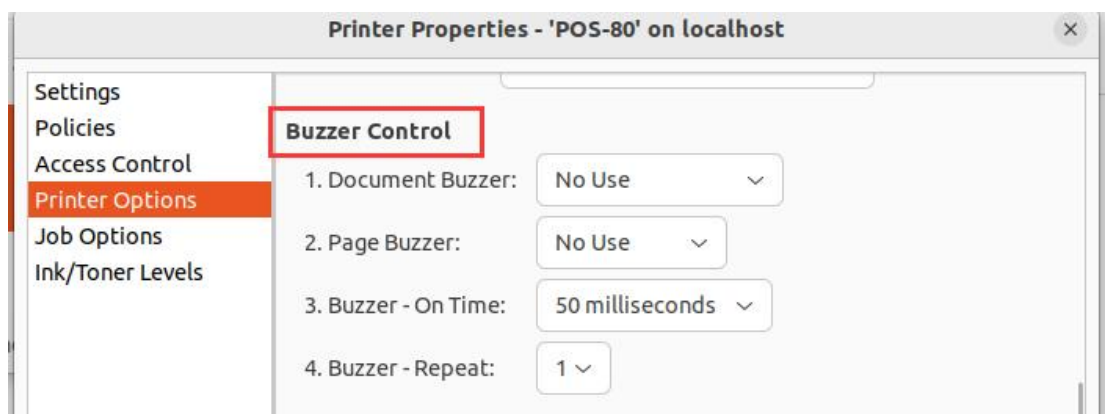 Printer Properties - 'POS-80' on localhost
Settings
Policies
Access Control
Printer Options
Job Options
Ink/Toner Levels
Buzzer Control
1. Document Buzzer: No Use
2. Page Buzzer: No Use
3. Buzzer - On Time: 50 milliseconds
4. Buzzer - Repeat: 1